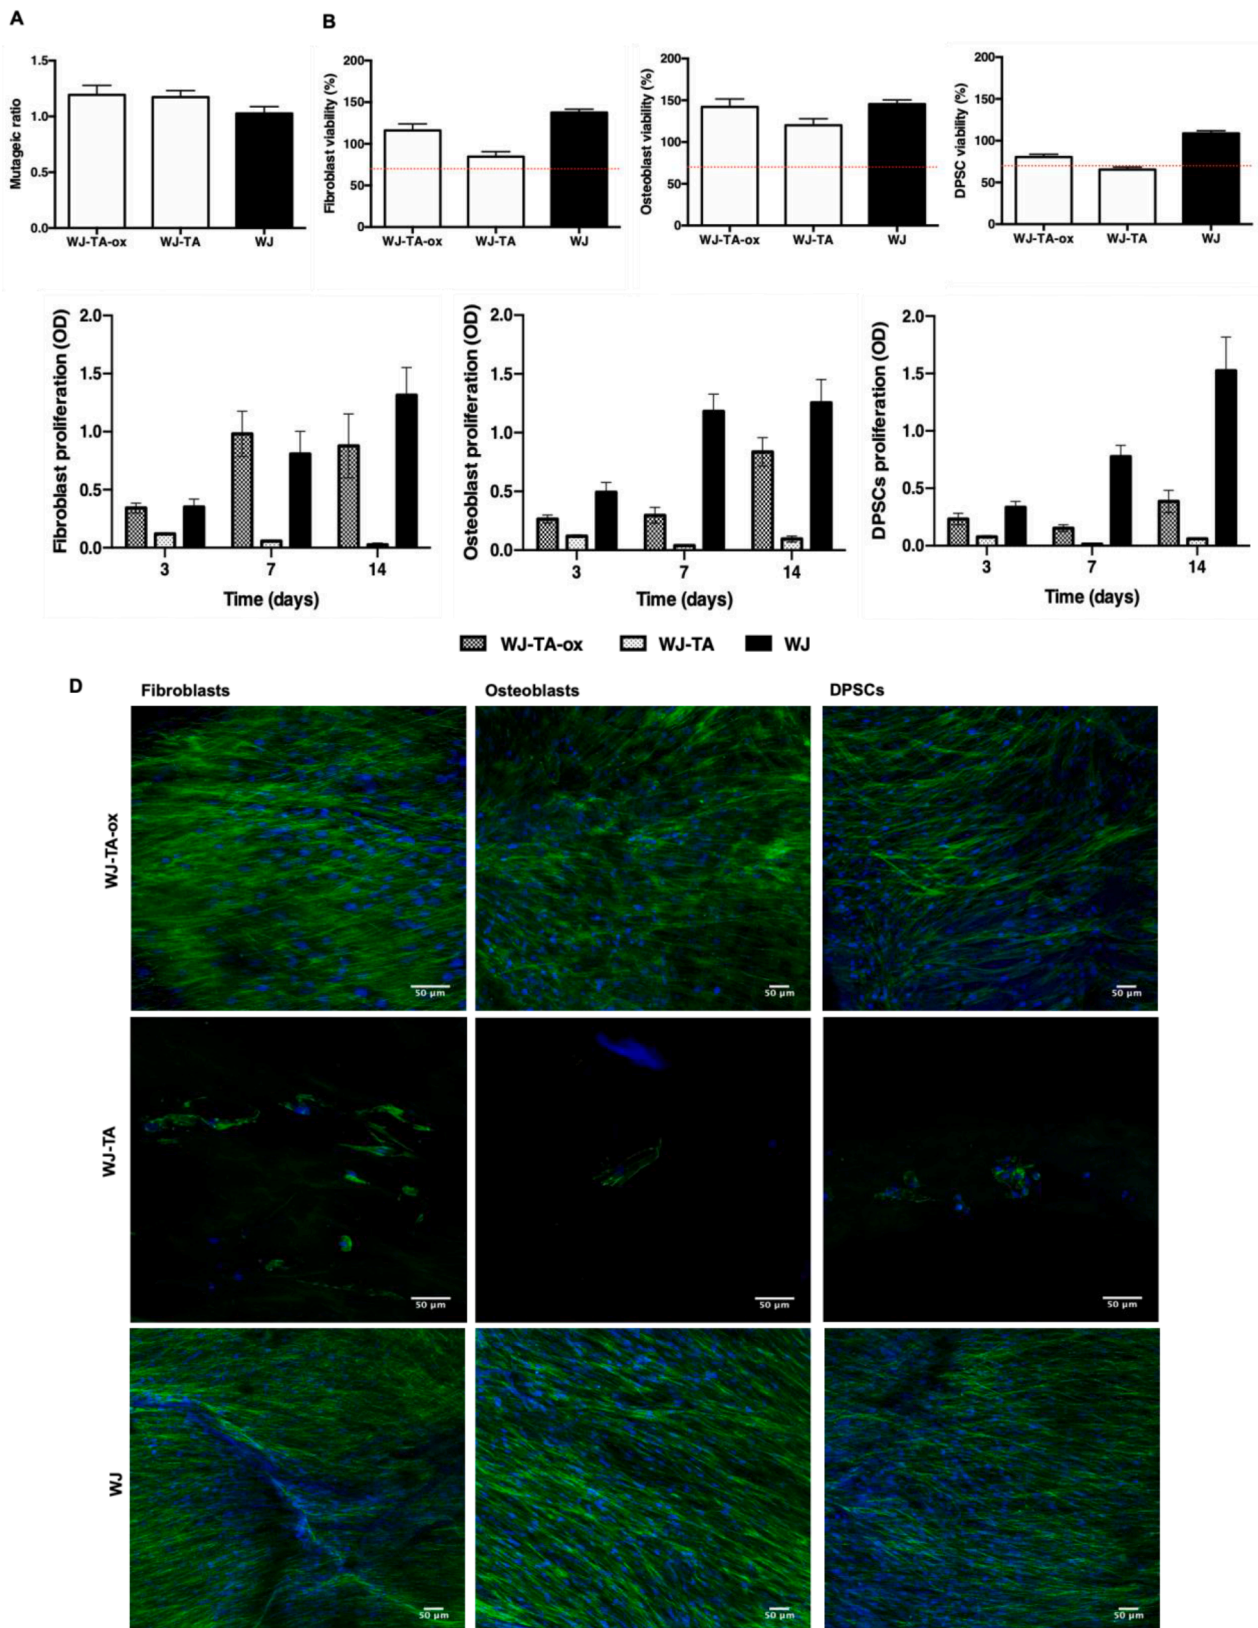 A
B
Mutageic ratio
1.5
1.0
0.5
0.0
WJ-TA-ox WJ-TA WJ
Fibroblast viability (%)
200
150
100
50
0
WJ-TA-ox WJ-TA WJ
Osteoblast viability (%)
200
150
100
50
0
WJ-TA-ox WJ-TA WJ
DPSC viability (%)
200
150
100
50
0
WJ-TA-ox WJ-TA WJ
Fibroblast proliferation (OD)
2.0
1.5
1.0
0.5
0.0
3 7 14
Time (days)
Osteoblast proliferation (OD)
2.0
1.5
1.0
0.5
0.0
3 7 14
Time (days)
DPSCs proliferation (OD)
2.0
1.5
1.0
0.5
0.0
3 7 14
Time (days)
WJ-TA-ox WJ-TA WJ
D
Fibroblasts Osteoblasts DPSCs
WJ-TA-ox
50 µm 50 µm 50 µm
WJ-TA
50 µm 50 µm 50 µm
WJ
50 µm 50 µm 50 µm